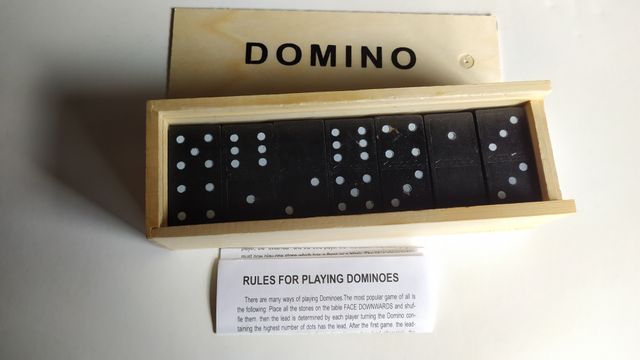 DOMINO
RULES FOR PLAYING DOMINOES
There are many ways of playing Dominoes.The most popular game of all is
the following. Place all the stones on the table FACE DOWNWARDS and shuf-
fle them, then the lead is determined by each player turning the Domino con-
taining the highest number of dots has the lead. After the first game, the lead-